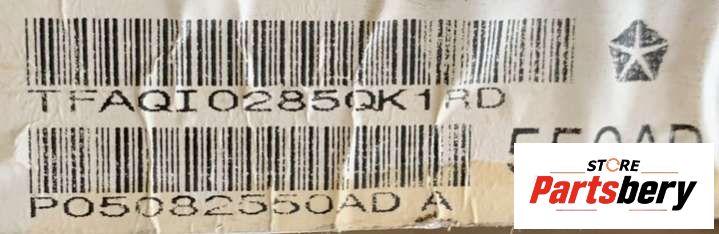 TFAQI0285QK1RD
550AD
P05082550AD A
STORE
Partsbery